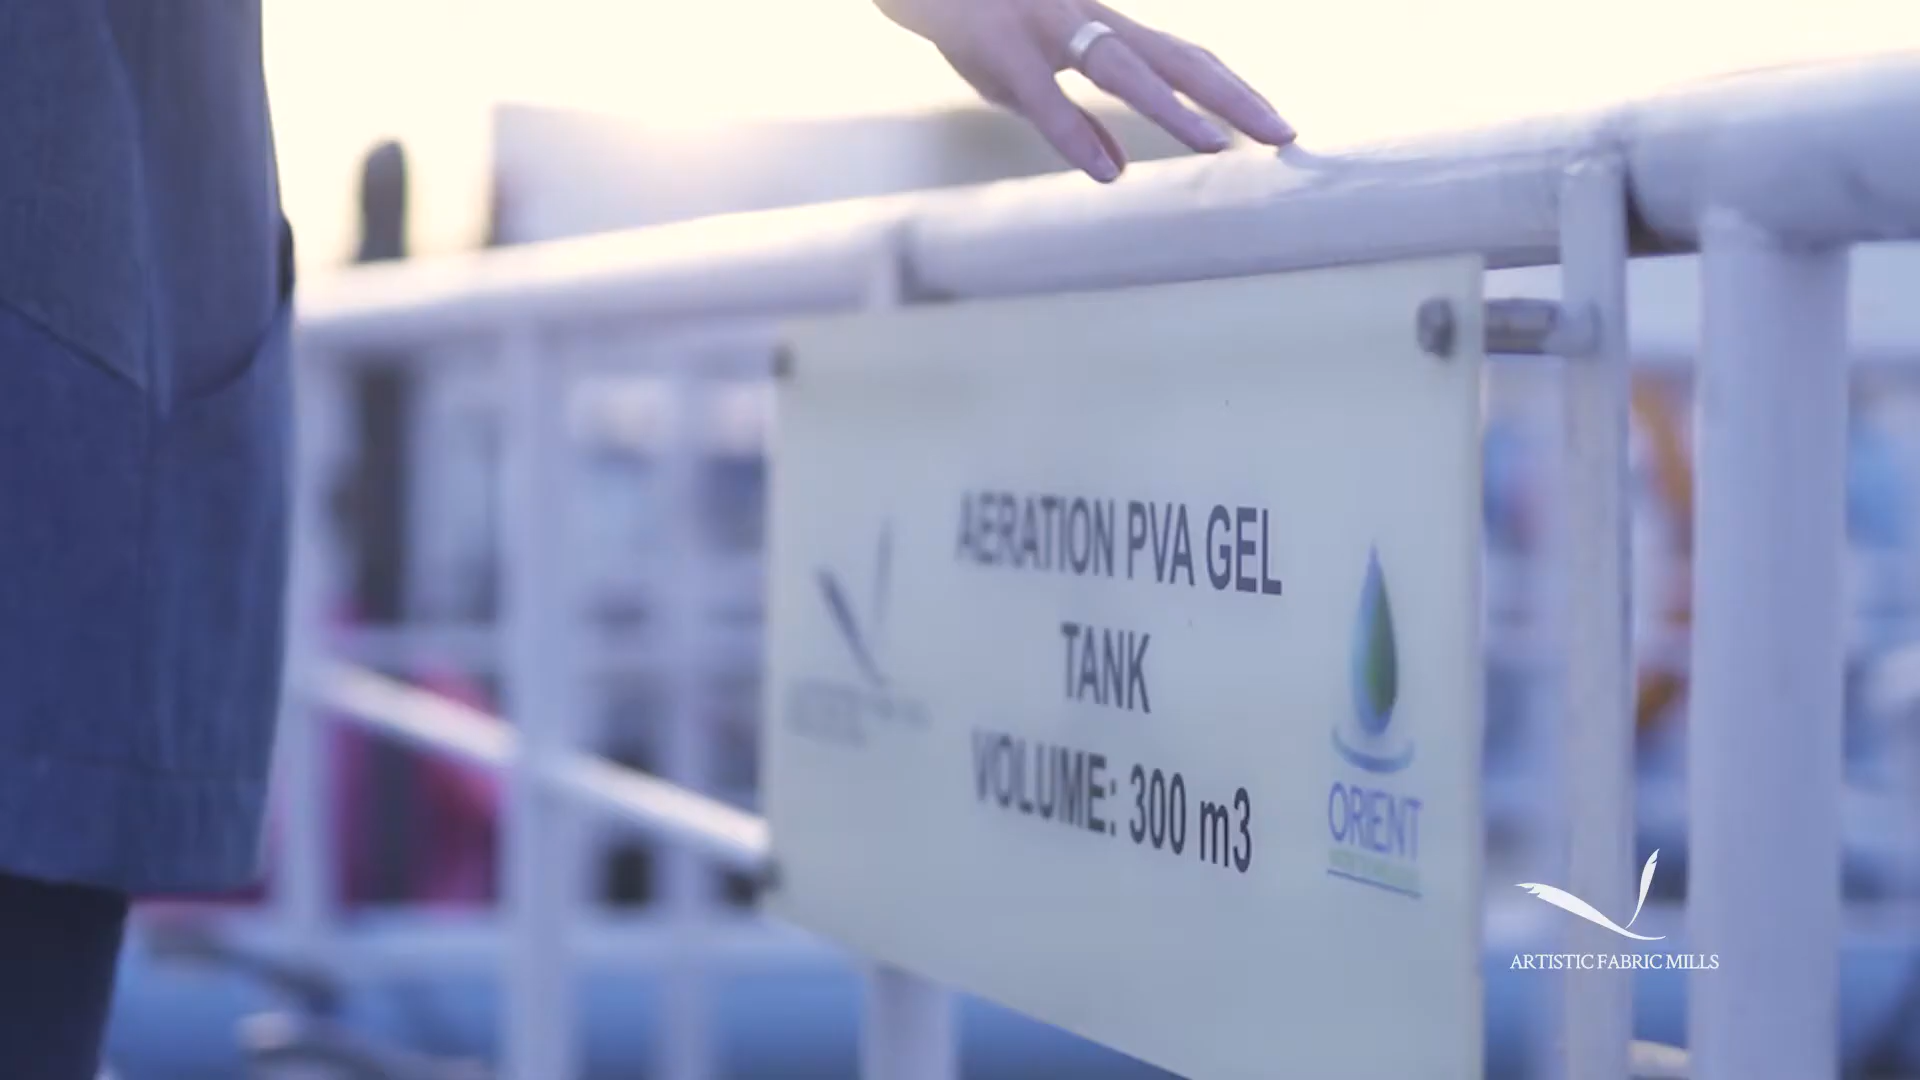 AERATION PVA GEL
TANK
VOLUME: 300 m3
ORIENT
ARTISTIC FABRIC MILLS